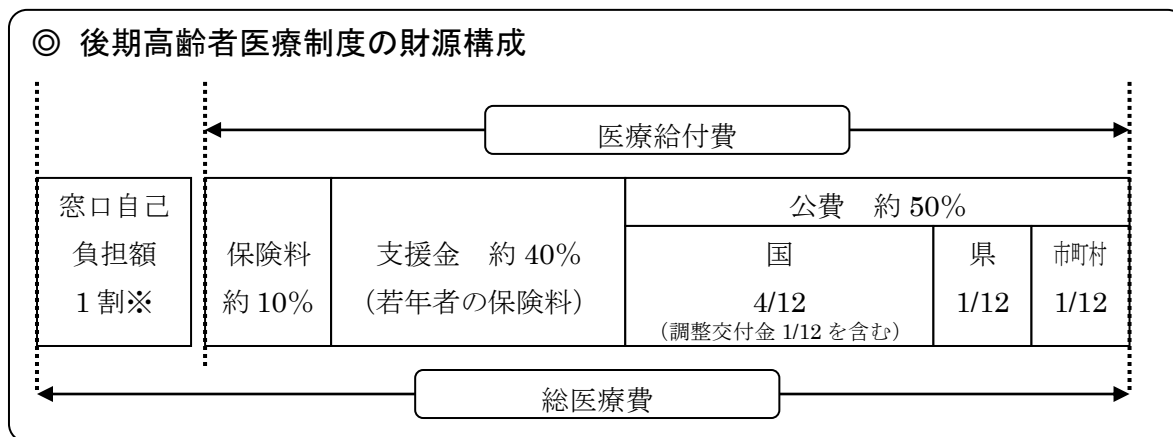 ◎ 後期高齢者医療制度の財源構成
医療給付費
窓口自己
負担額
1割※
保険料
約10%
支援金 約40%
(若年者の保険料)
公費 約50%
国
4/12
(調整交付金1/12を含む)
県
1/12
市町村
1/12
総医療費